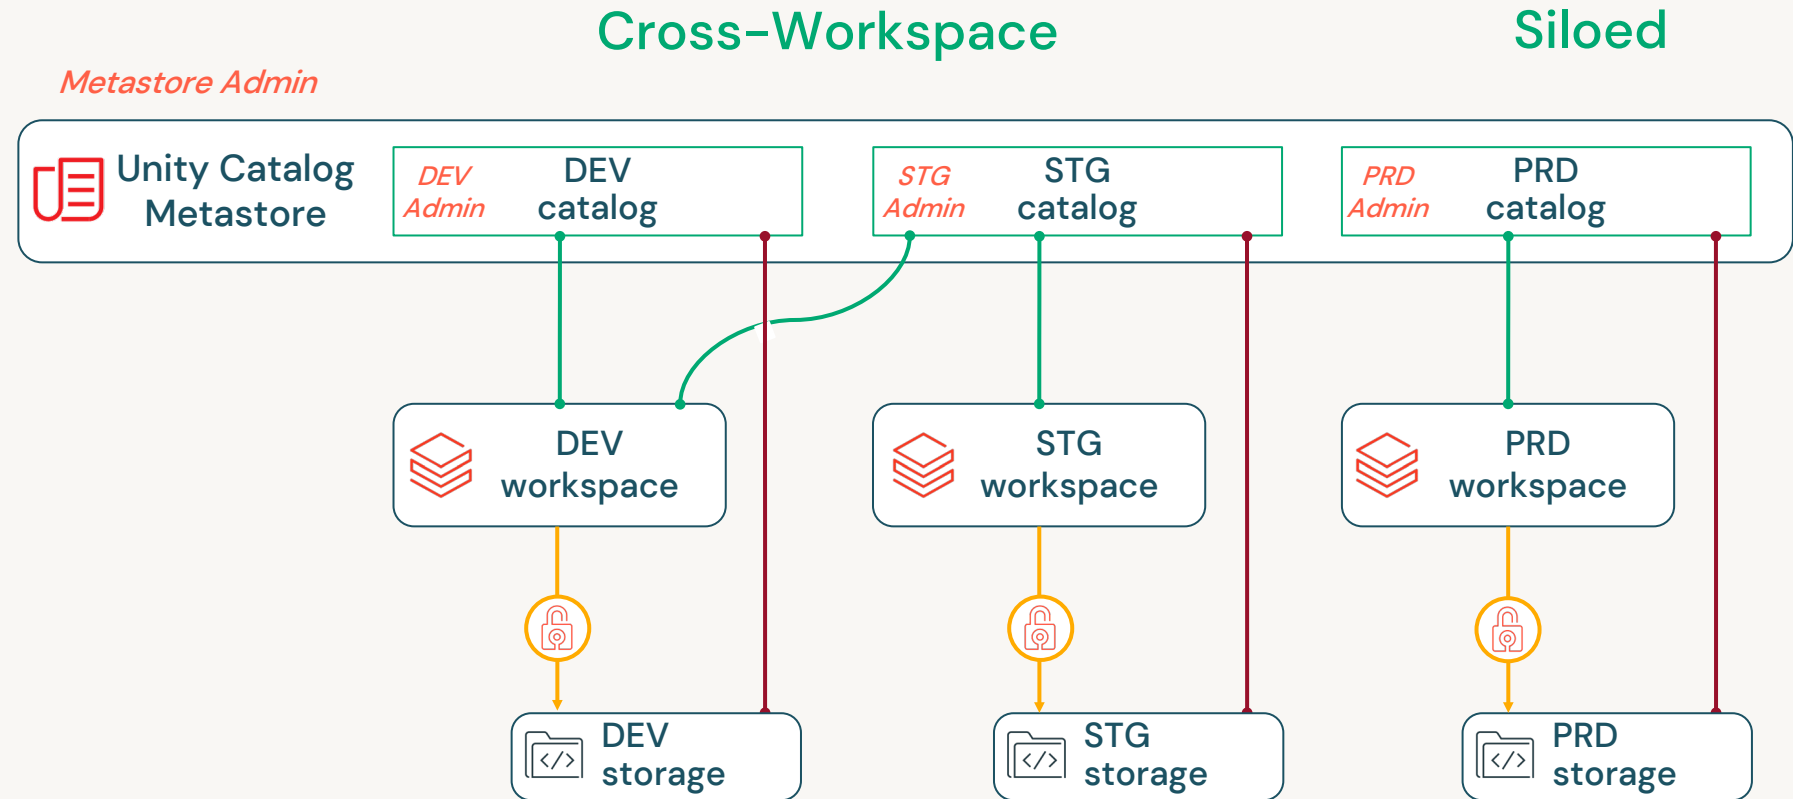 Cross-Workspace
Siloed
Metastore Admin
Unity Catalog
Metastore
DEV
Admin
DEV
catalog
STG
Admin
STG
catalog
PRD
Admin
PRD
catalog
DEV
workspace
STG
workspace
PRD
workspace
</>
DEV
storage
</>
STG
storage
</>
PRD
storage